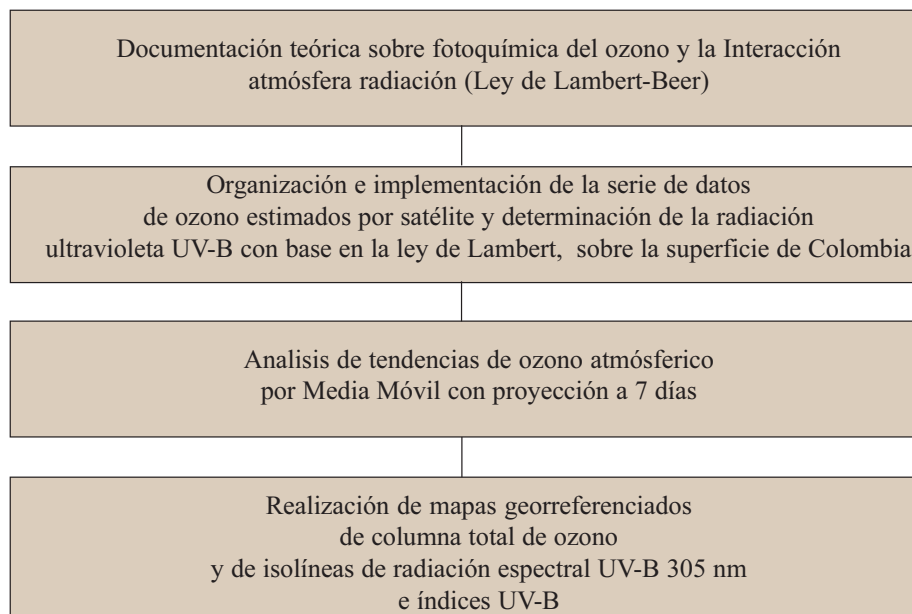 Documentación teórica sobre fotoquímica del ozono y la Interacción
atmósfera radiación (Ley de Lambert-Beer)
Organización e implementación de la serie de datos
de ozono estimados por satélite y determinación de la radiación
ultravioleta UV-B con base en la ley de Lambert, sobre la superficie de Colombia
Analisis de tendencias de ozono atmósferico
por Media Móvil con proyección a 7 días
Realización de mapas georreferenciados
de columna total de ozono
y de isolíneas de radiación espectral UV-B 305 nm
e índices UV-B